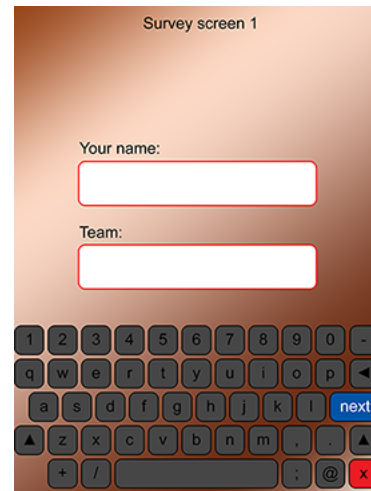 Survey screen 1
Your name:
Team:
1 2 3 4 5 6 7 8 9 0 -
q w e r t y u i o p ◀
a s d f g h j k l next
▲ z x c v b n m , . ▲
+ / ; @ x